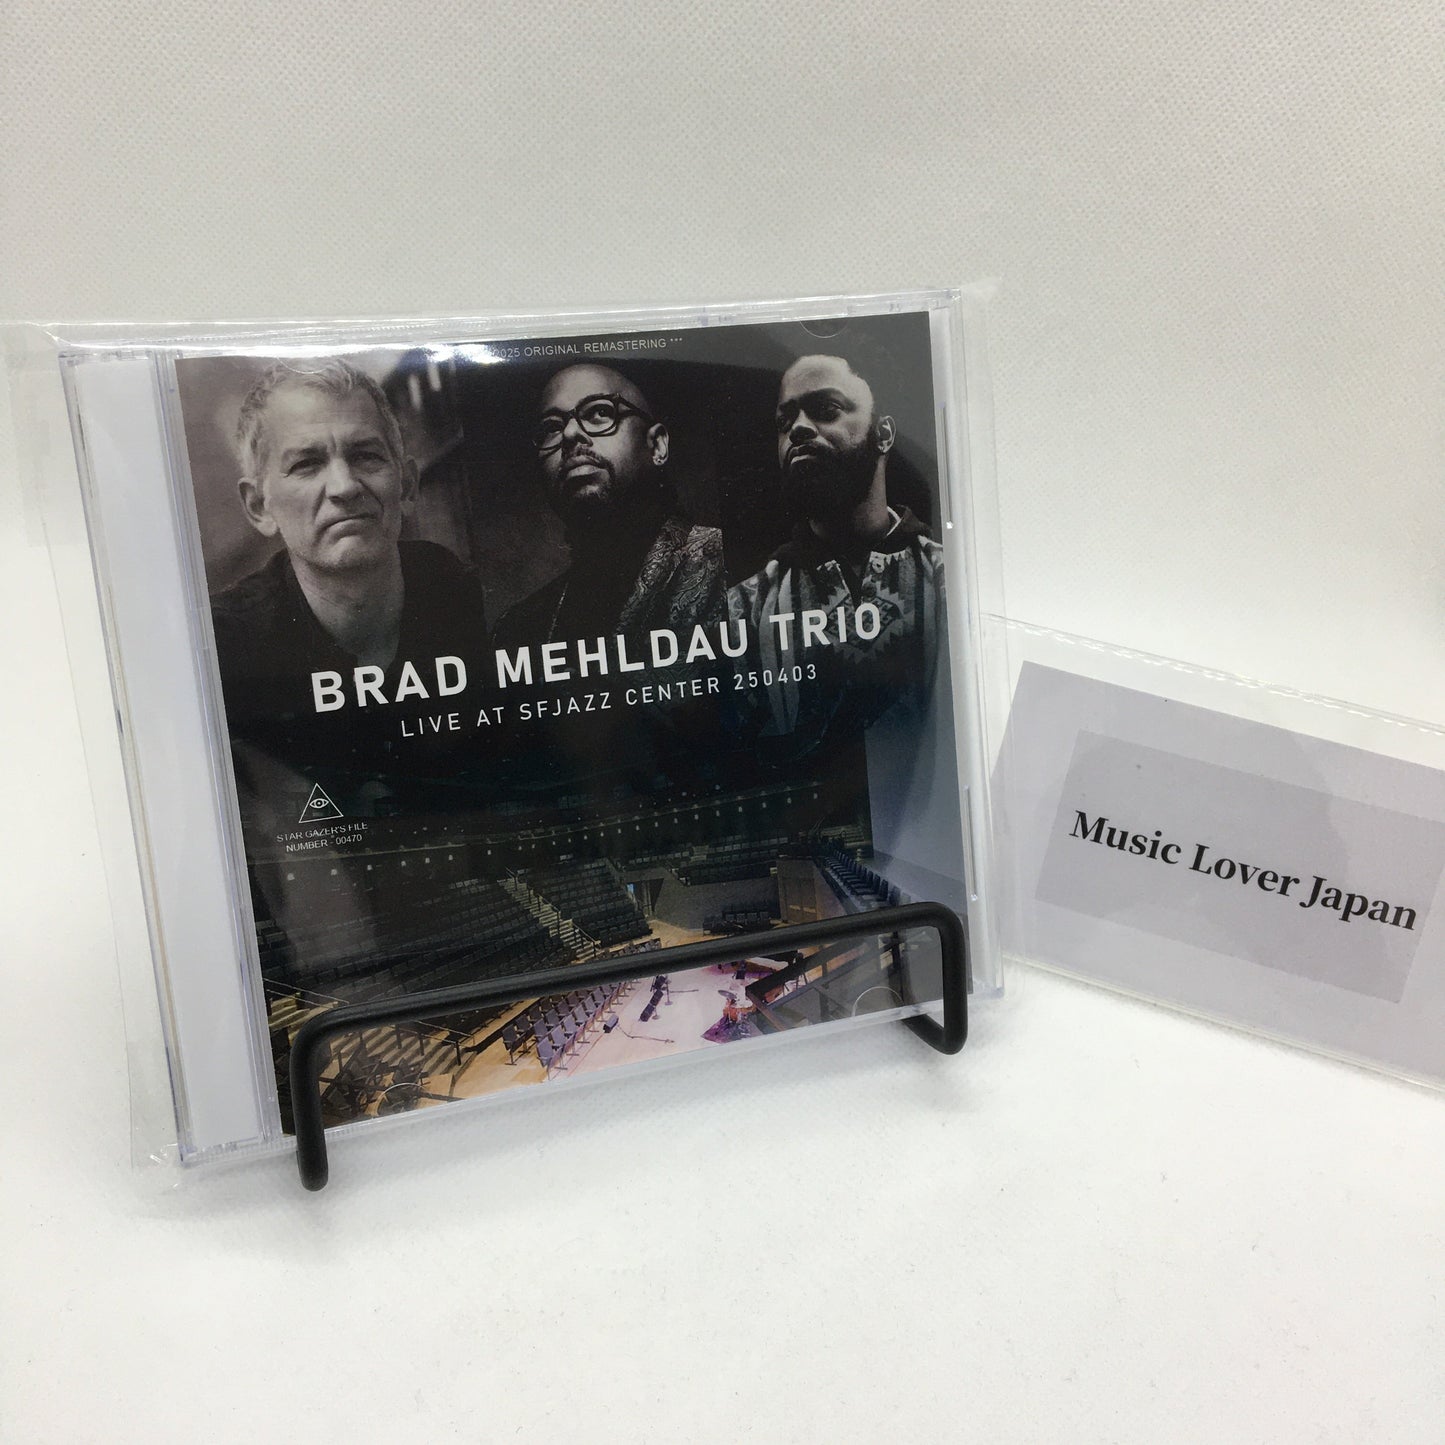 2025 ORIGINAL REMASTERING ***
BRAD MEHLDAU TRIO
LIVE AT SFJAZZ CENTER 250403
STAR GAZER'S FILE
NUMBER - 00470
Music Lover Japan